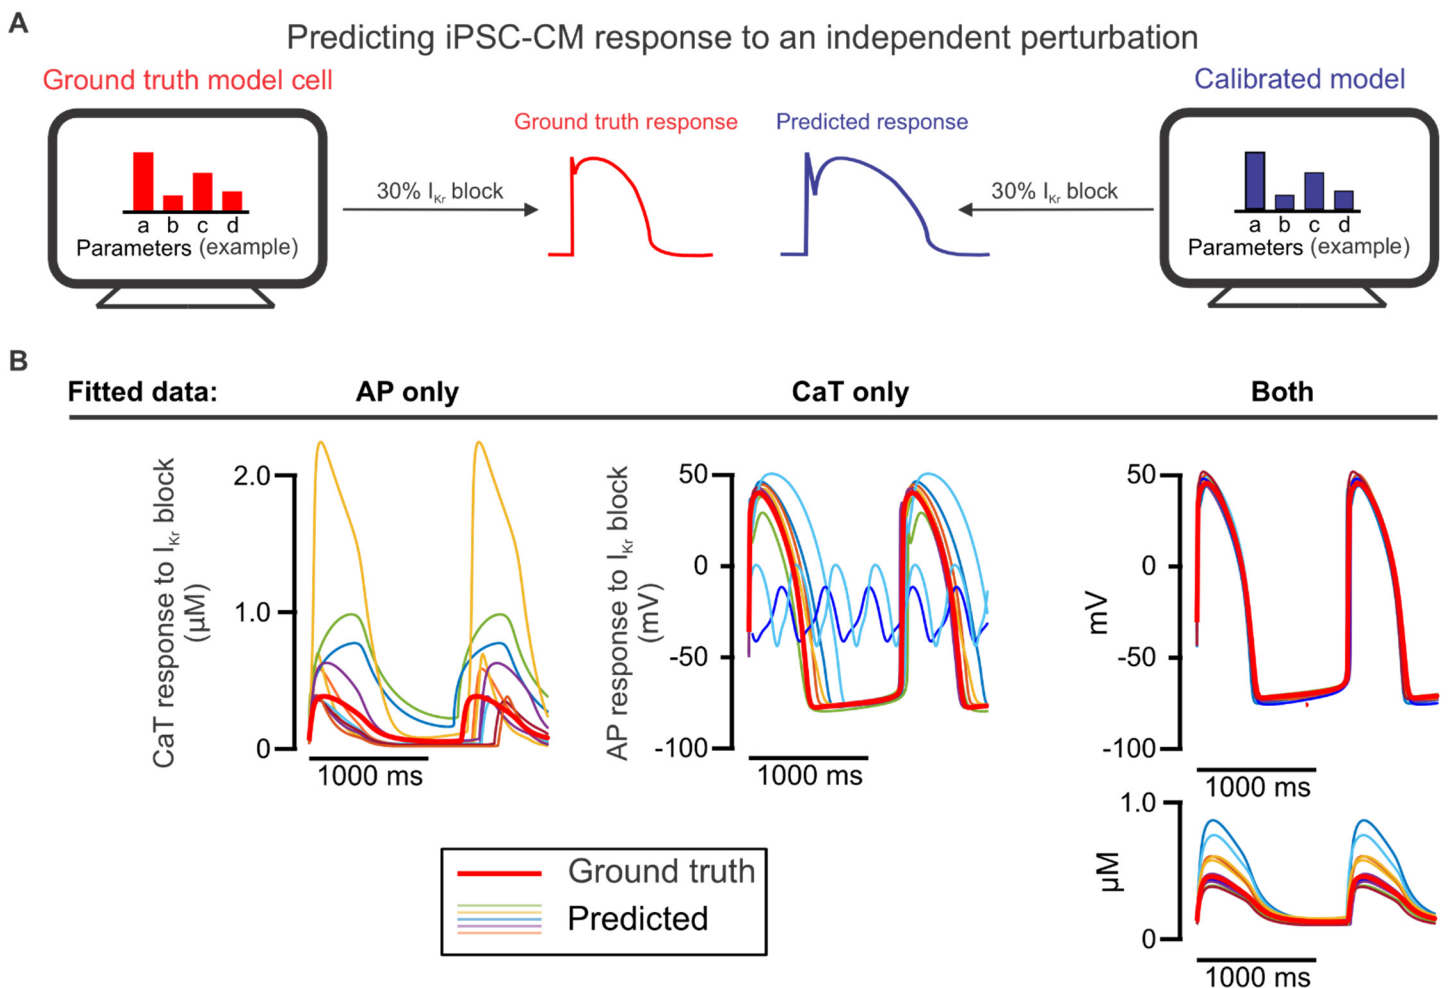 A
Predicting iPSC-CM response to an independent perturbation
Ground truth model cell
Calibrated model
Ground truth response
Predicted response
30% IKr block
30% IKr block
a b c d
Parameters (example)
a b c d
Parameters (example)
B
Fitted data:
AP only
CaT only
Both
CaT response to IKr block
(µM)
2.0
1.0
0
1000 ms
AP response to IKr block
(mV)
50
0
-50
-100
1000 ms
mV
50
0
-50
-100
1000 ms
µM
1.0
0
1000 ms
Ground truth
Predicted